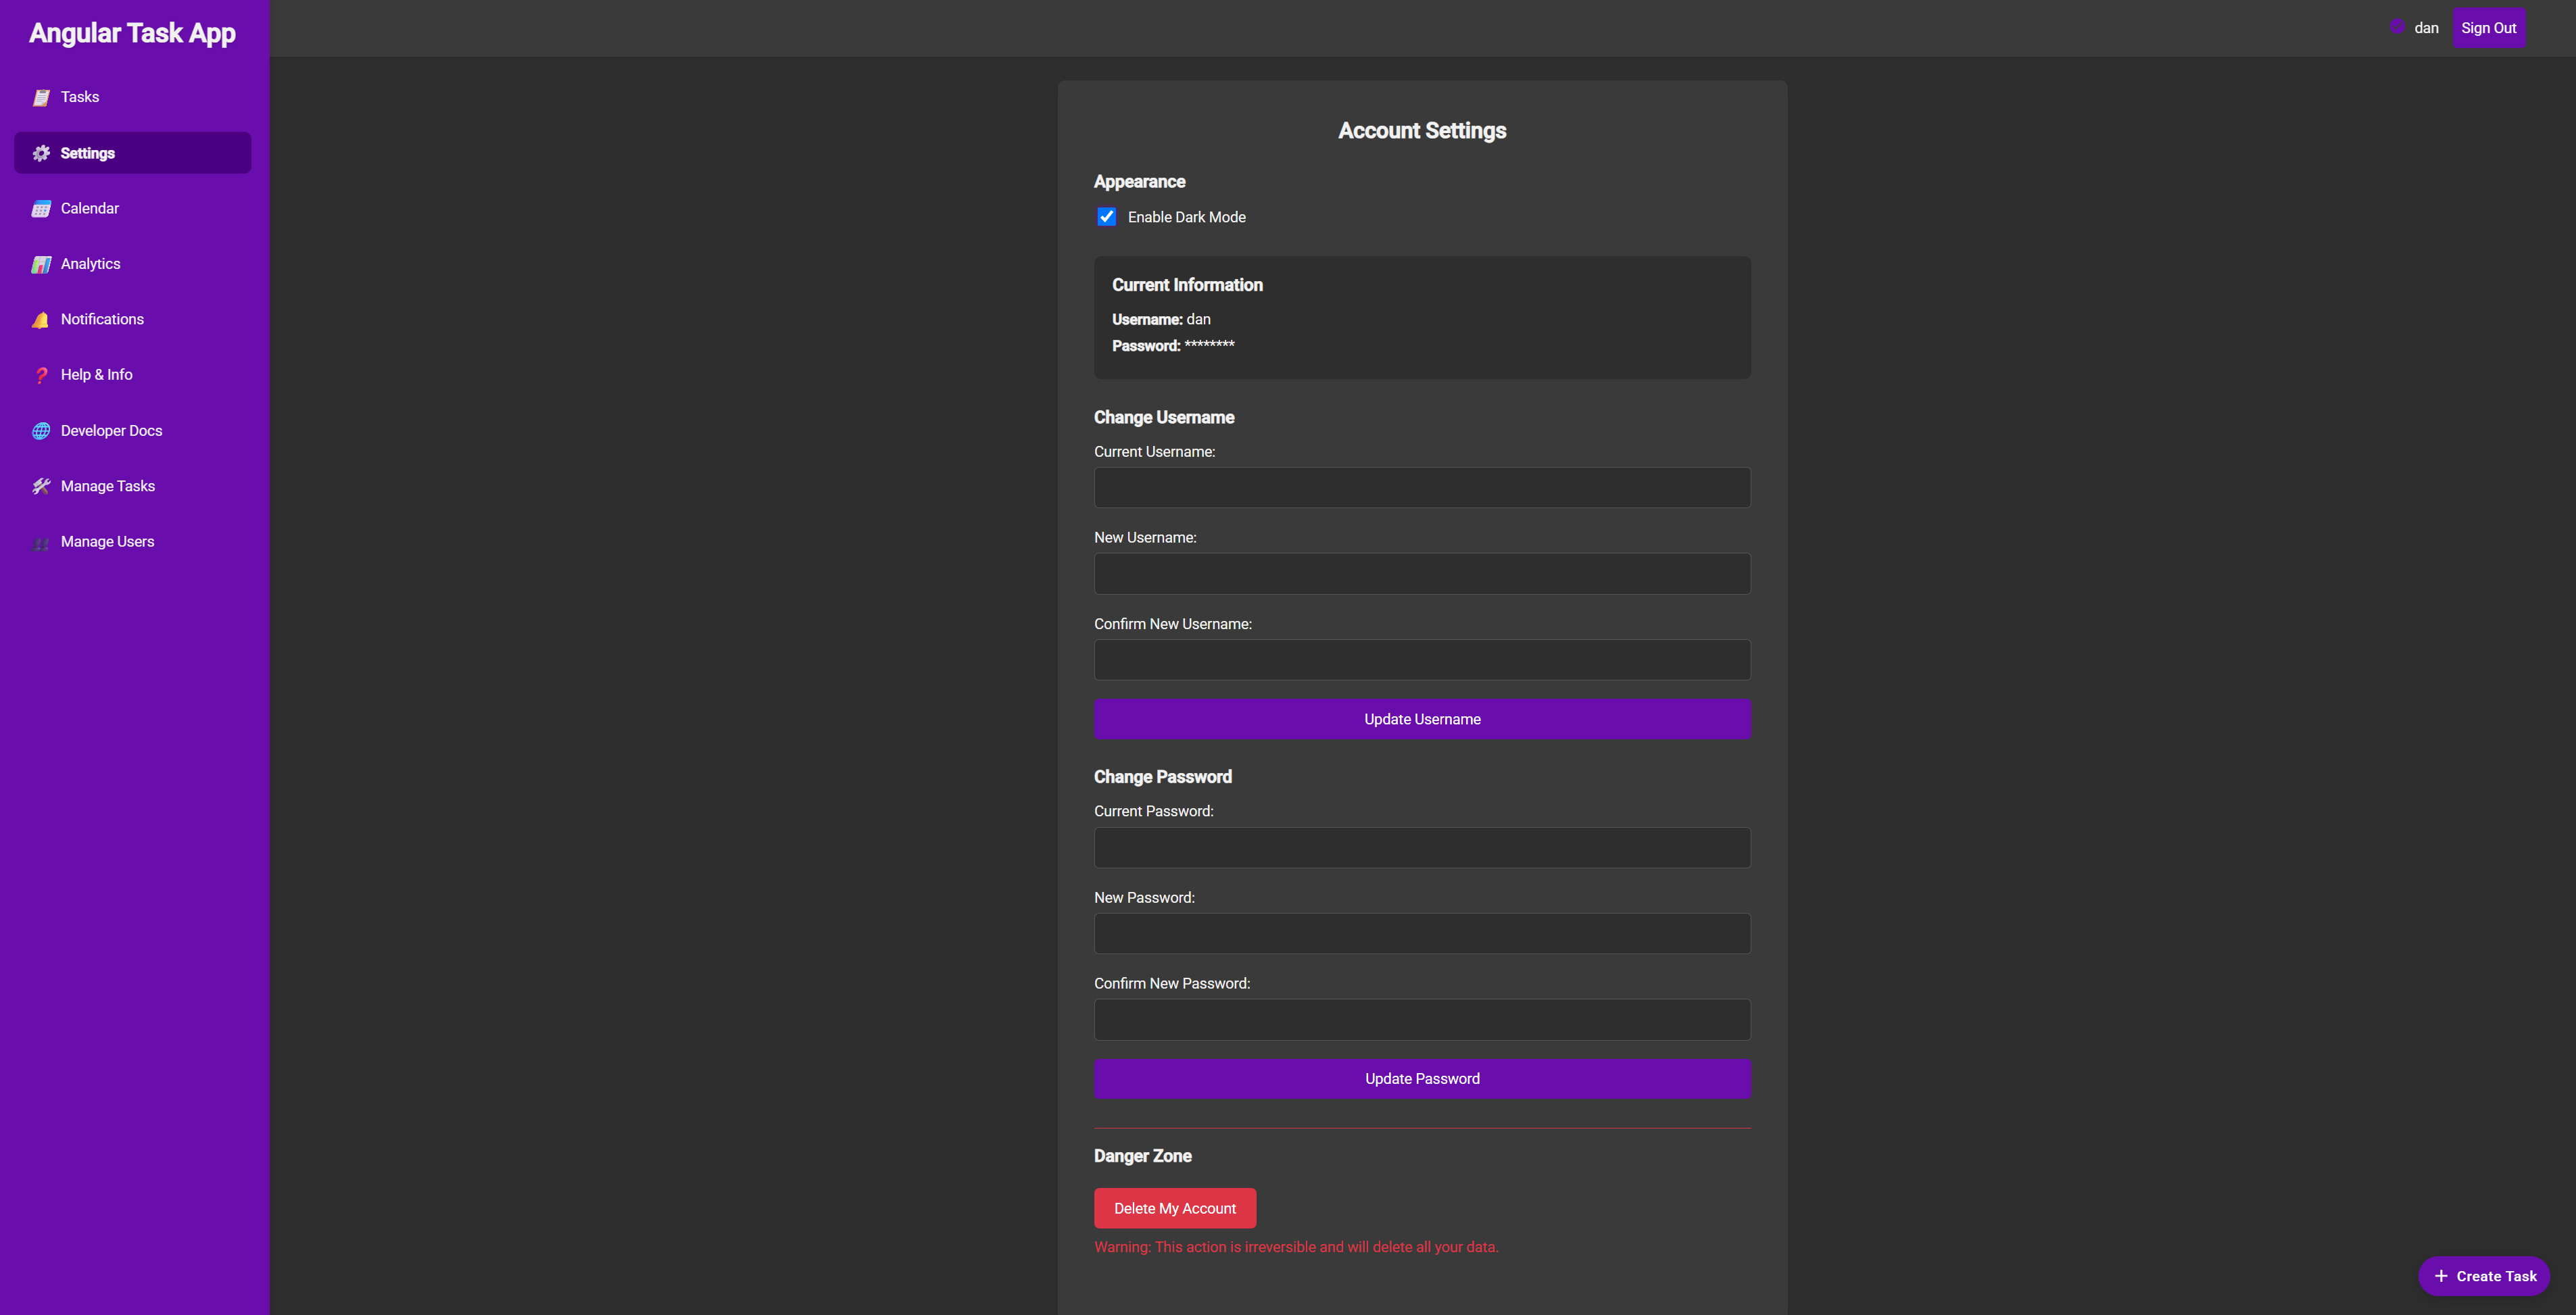 Angular Task App
dan
Sign Out
Tasks
Settings
Calendar
Analytics
Notifications
Help & Info
Developer Docs
Manage Tasks
Manage Users
Account Settings
Appearance
Enable Dark Mode
Current Information
Username: dan
Password: ********
Change Username
Current Username:
New Username:
Confirm New Username:
Update Username
Change Password
Current Password:
New Password:
Confirm New Password:
Update Password
Danger Zone
Delete My Account
Warning: This action is irreversible and will delete all your data.
+ Create Task